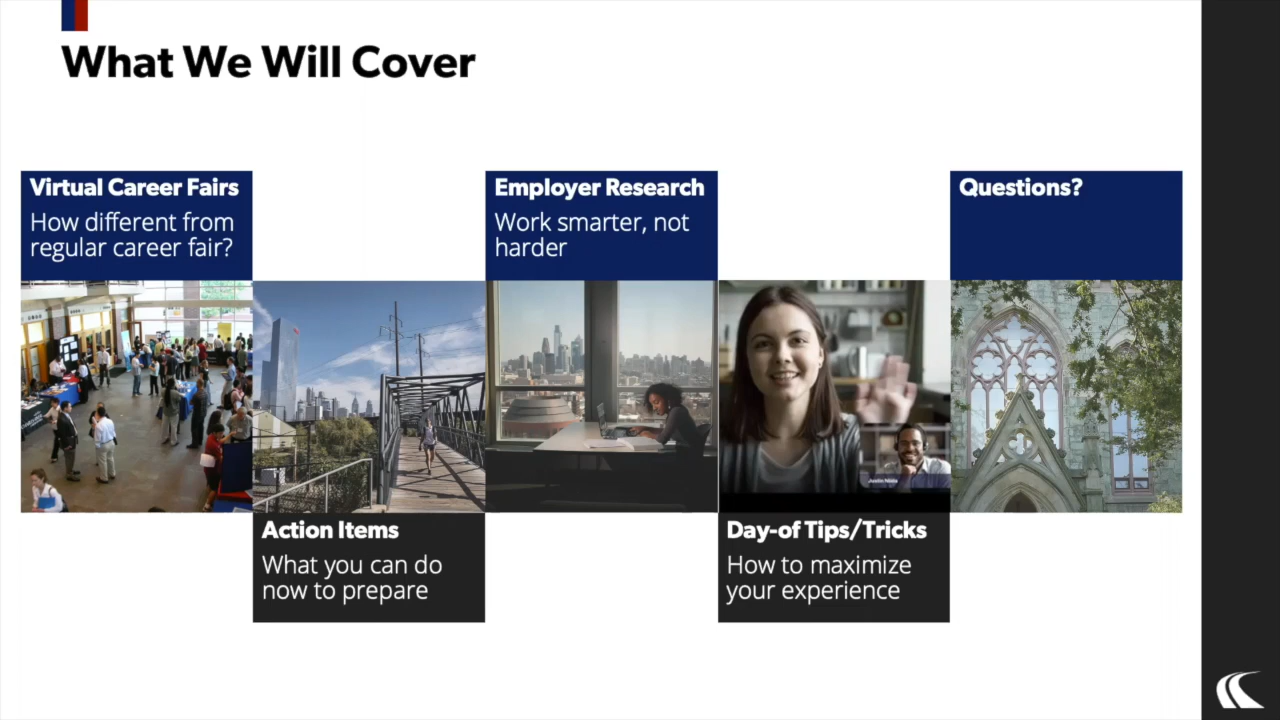 What We Will Cover
Virtual Career Fairs
How different from
regular career fair?
Action Items
What you can do
now to prepare
Employer Research
Work smarter, not
harder
Day-of Tips/Tricks
How to maximize
your experience
Questions?